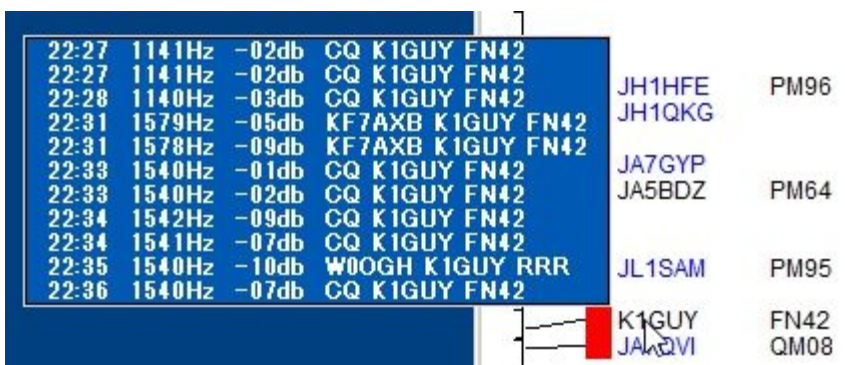 22:27 1141Hz -02db CQ K1GUY FN42
22:27 1141Hz -02db CQ K1GUY FN42
22:28 1140Hz -03db CQ K1GUY FN42
22:31 1579Hz -05db KF7AXB K1GUY FN42
22:31 1578Hz -09db KF7AXB K1GUY FN42
22:33 1540Hz -01db CQ K1GUY FN42
22:33 1540Hz -02db CQ K1GUY FN42
22:34 1542Hz -09db CQ K1GUY FN42
22:34 1541Hz -07db CQ K1GUY FN42
22:35 1540Hz -10db W0OGH K1GUY RRR
22:36 1540Hz -07db CQ K1GUY FN42
JH1HFE PM96
JH1QKG
JA7GYP
JA5BDZ PM64
JL1SAM PM95
K1GUY FN42
QM08